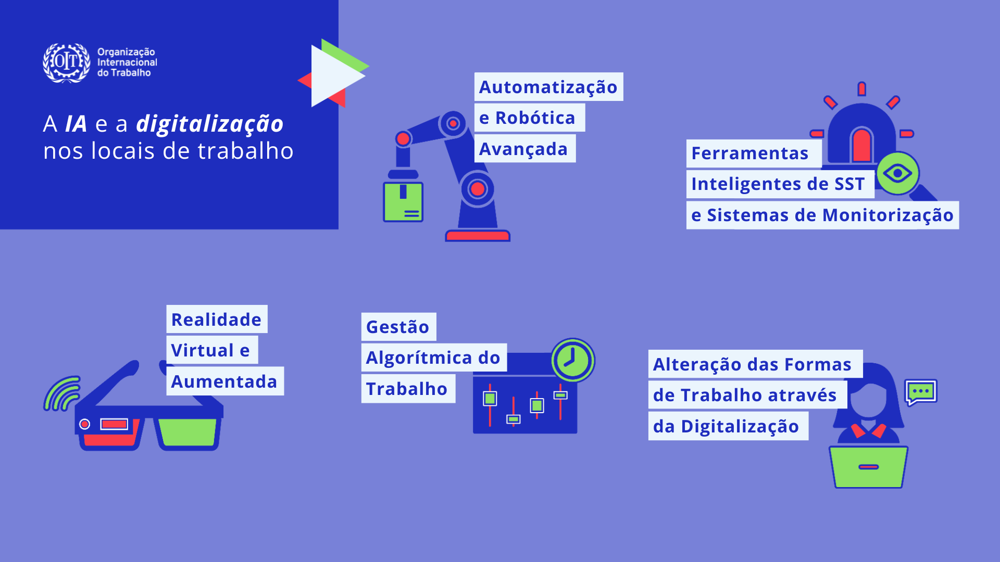 OIT
Organização
Internacional
do Trabalho
A IA e a digitalização
nos locais de trabalho
Automatização
e Robótica
Avançada
Ferramentas
Inteligentes de SST
e Sistemas de Monitorização
Realidade
Virtual e
Aumentada
Gestão
Algorítmica do
Trabalho
Alteração das Formas
de Trabalho através
da Digitalização